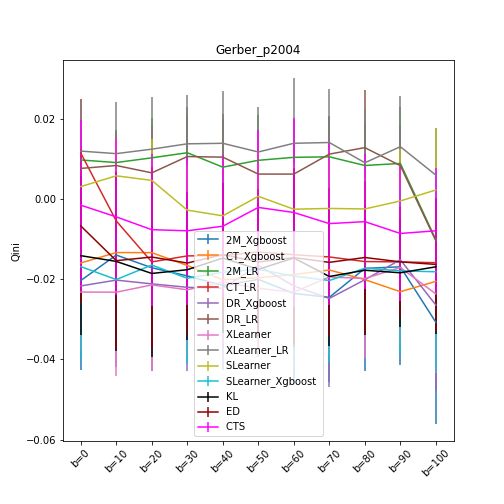 Gerber_p2004
Qini
0.02
0.00
−0.02
−0.04
−0.06
2M_Xgboost
CT_Xgboost
2M_LR
CT_LR
DR_Xgboost
DR_LR
XLearner
XLearner_LR
SLearner
SLearner_Xgboost
KL
ED
CTS
b=0
b=10
b=20
b=30
b=40
b=50
b=60
b=70
b=80
b=90
b=100